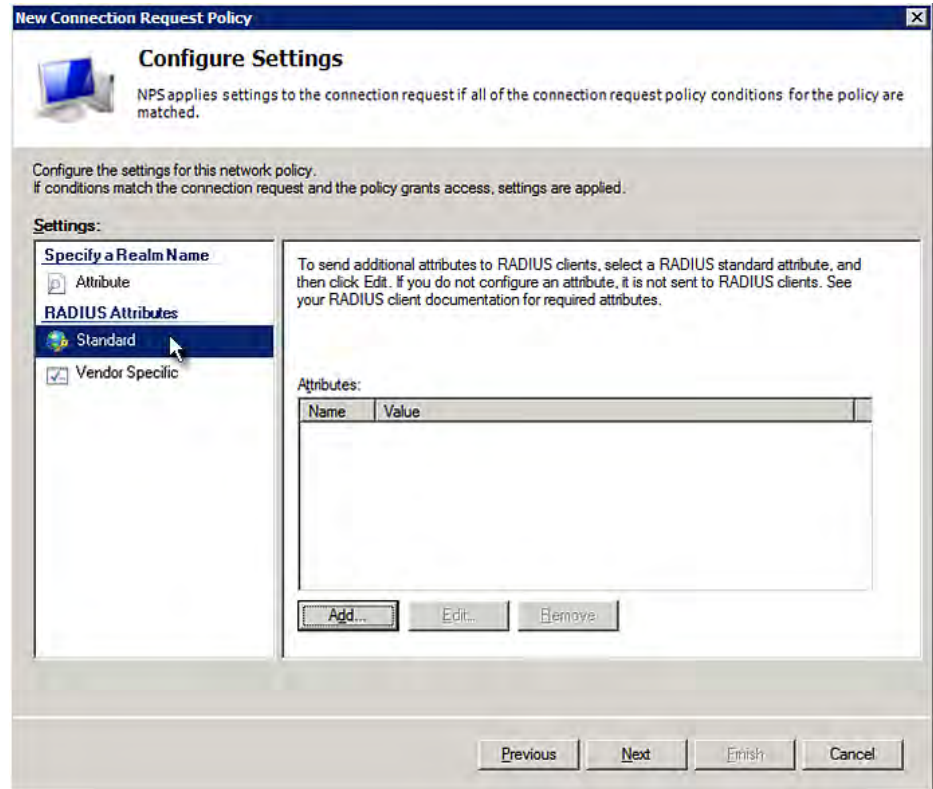 New Connection Request Policy
Configure Settings
NPS applies settings to the connection request if all of the connection request policy conditions for the policy are
matched.
Configure the settings for this network policy.
If conditions match the connection request and the policy grants access, settings are applied.
Settings:
Specify a Realm Name
Attribute
RADIUS Attributes
Standard
Vendor Specific
To send additional attributes to RADIUS clients, select a RADIUS standard attribute, and
then click Edit. If you do not configure an attribute, it is not sent to RADIUS clients. See
your RADIUS client documentation for required attributes.
Attributes:
Name Value
Add... Edit... Remove
Previous Next Finish Cancel